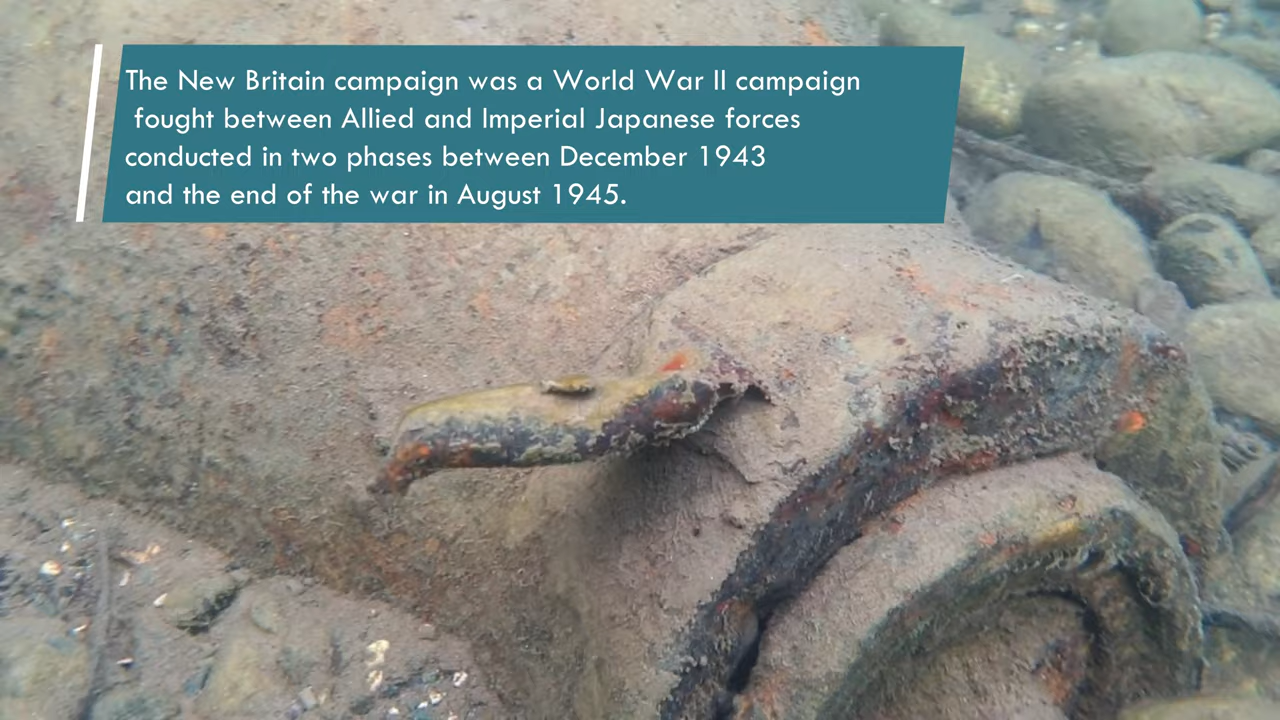 The New Britain campaign was a World War II campaign
fought between Allied and Imperial Japanese forces
conducted in two phases between December 1943
and the end of the war in August 1945.